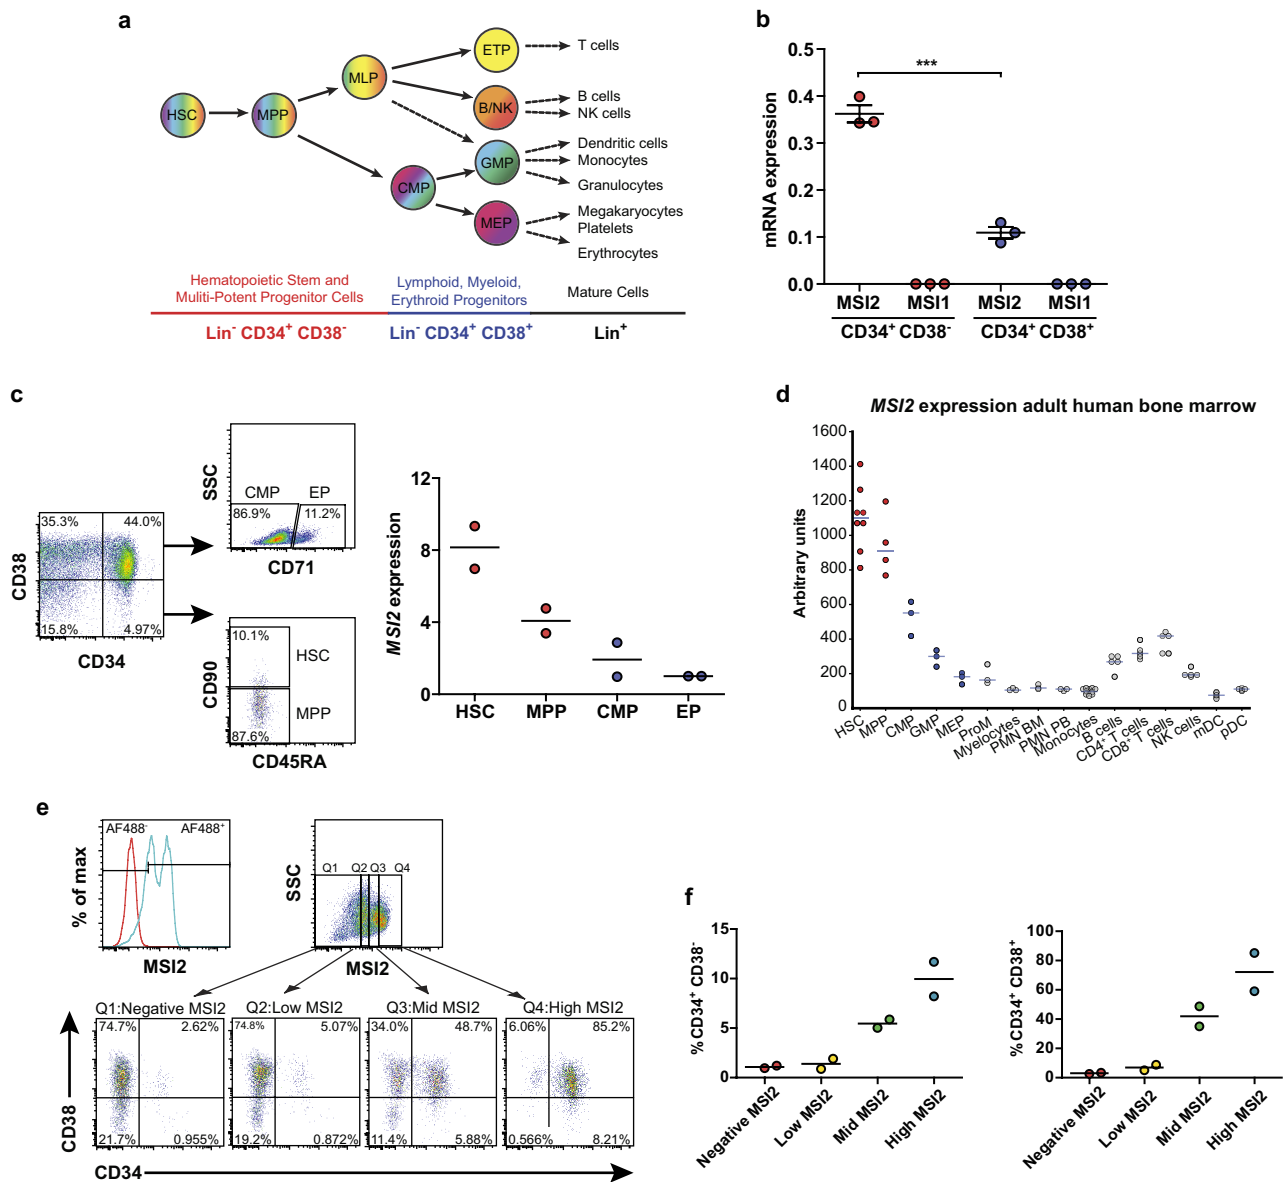 a
ETP
T cells
MLP
HSC
MPP
B/NK
B cells
NK cells
GMP
Dendritic cells
Monocytes
Granulocytes
CMP
MEP
Megakaryocytes
Platelets
Erythrocytes
Hematopoietic Stem and
Muliti-Potent Progenitor Cells
Lymphoid, Myeloid,
Erythroid Progenitors
Mature Cells
Lin⁻ CD34⁺ CD38⁻
Lin⁻ CD34⁺ CD38⁺
Lin⁺
b
mRNA expression
0.5
0.4
0.3
0.2
0.1
0.0
***
MSI2 MSI1 MSI2 MSI1
CD34⁺ CD38⁻ CD34⁺ CD38⁺
c
35.3% 44.0%
15.8% 4.97%
CD38
CD34
SSC
CMP EP
86.9% 11.2%
CD71
10.1%
HSC
MPP
87.6%
CD90
CD45RA
MSI2 expression
12
8
4
0
HSC MPP CMP EP
d
MSI2 expression adult human bone marrow
Arbitrary units
1600
1400
1200
1000
800
600
400
200
0
HSC
MPP
CMP
GMP
MEP
ProM
Myelocytes
PMN BM
PMN PB
Monocytes
B cells
CD4⁺ T cells
CD8⁺ T cells
NK cells
mDC
pDC
e
AF488⁻ AF488⁺
% of max
MSI2
SSC
Q1 Q2 Q3 Q4
MSI2
Q1:Negative MSI2 Q2:Low MSI2 Q3:Mid MSI2 Q4:High MSI2
74.7% 2.62% 74.8% 5.07% 34.0% 48.7% 6.06% 85.2%
21.7% 0.955% 19.2% 0.872% 11.4% 5.88% 0.566% 8.21%
CD38
CD34
f
%CD34⁺ CD38⁻
15
10
5
0
Negative MSI2
Low MSI2
Mid MSI2
High MSI2
%CD34⁺ CD38⁺
100
80
60
40
20
0
Negative MSI2
Low MSI2
Mid MSI2
High MSI2